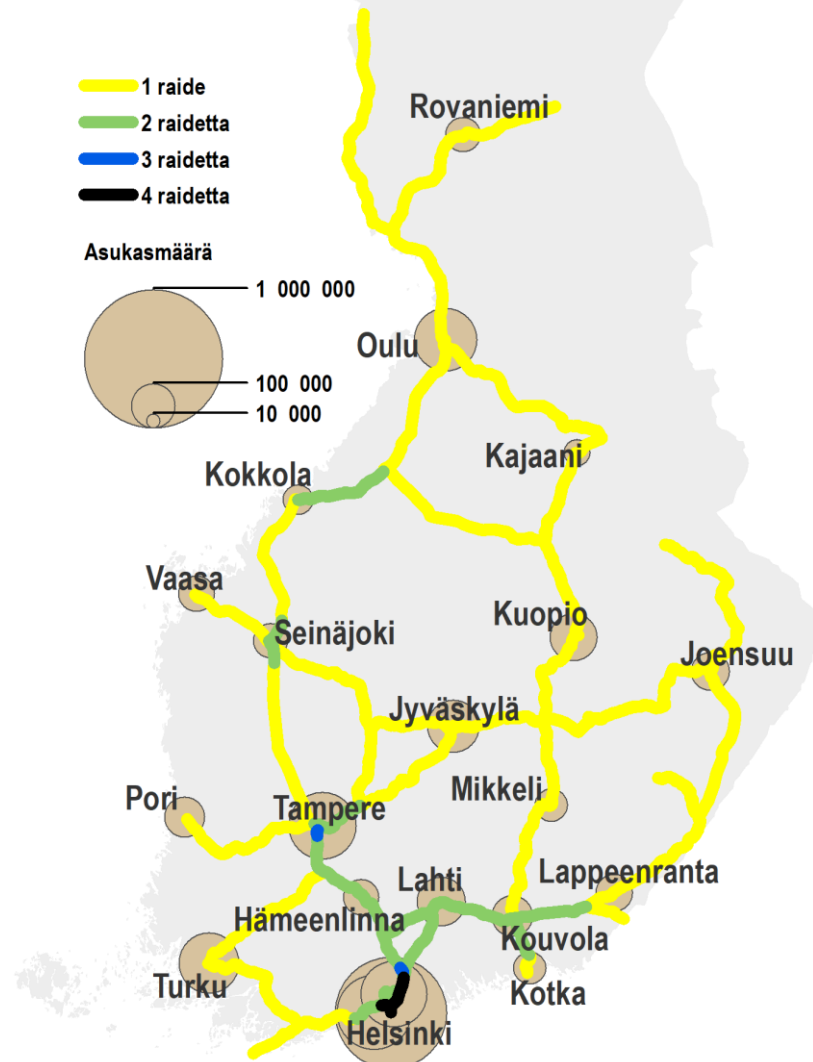 1 raide
2 raidetta
3 raidetta
4 raidetta
Asukasmäärä
1 000 000
100 000
10 000
Rovaniemi
Oulu
Kajaani
Kokkola
Vaasa
Seinäjoki
Kuopio
Joensuu
Jyväskylä
Mikkeli
Pori
Tampere
Lahti
Lappeenranta
Hämeenlinna
Kouvola
Turku
Kotka
Helsinki